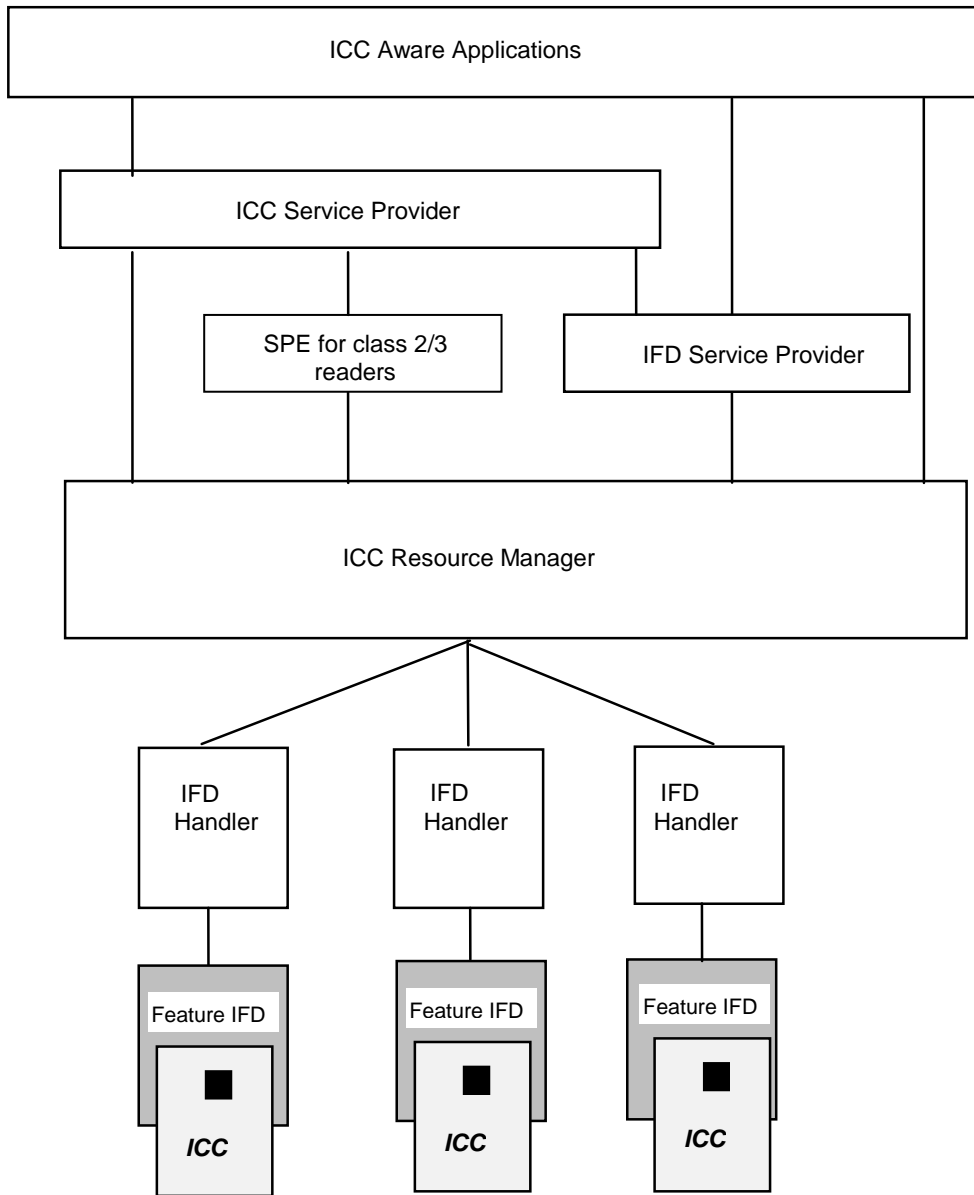 ICC Aware Applications
ICC Service Provider
SPE for class 2/3
readers
IFD Service Provider
ICC Resource Manager
IFD
Handler
IFD
Handler
IFD
Handler
Feature IFD
Feature IFD
Feature IFD
ICC
ICC
ICC